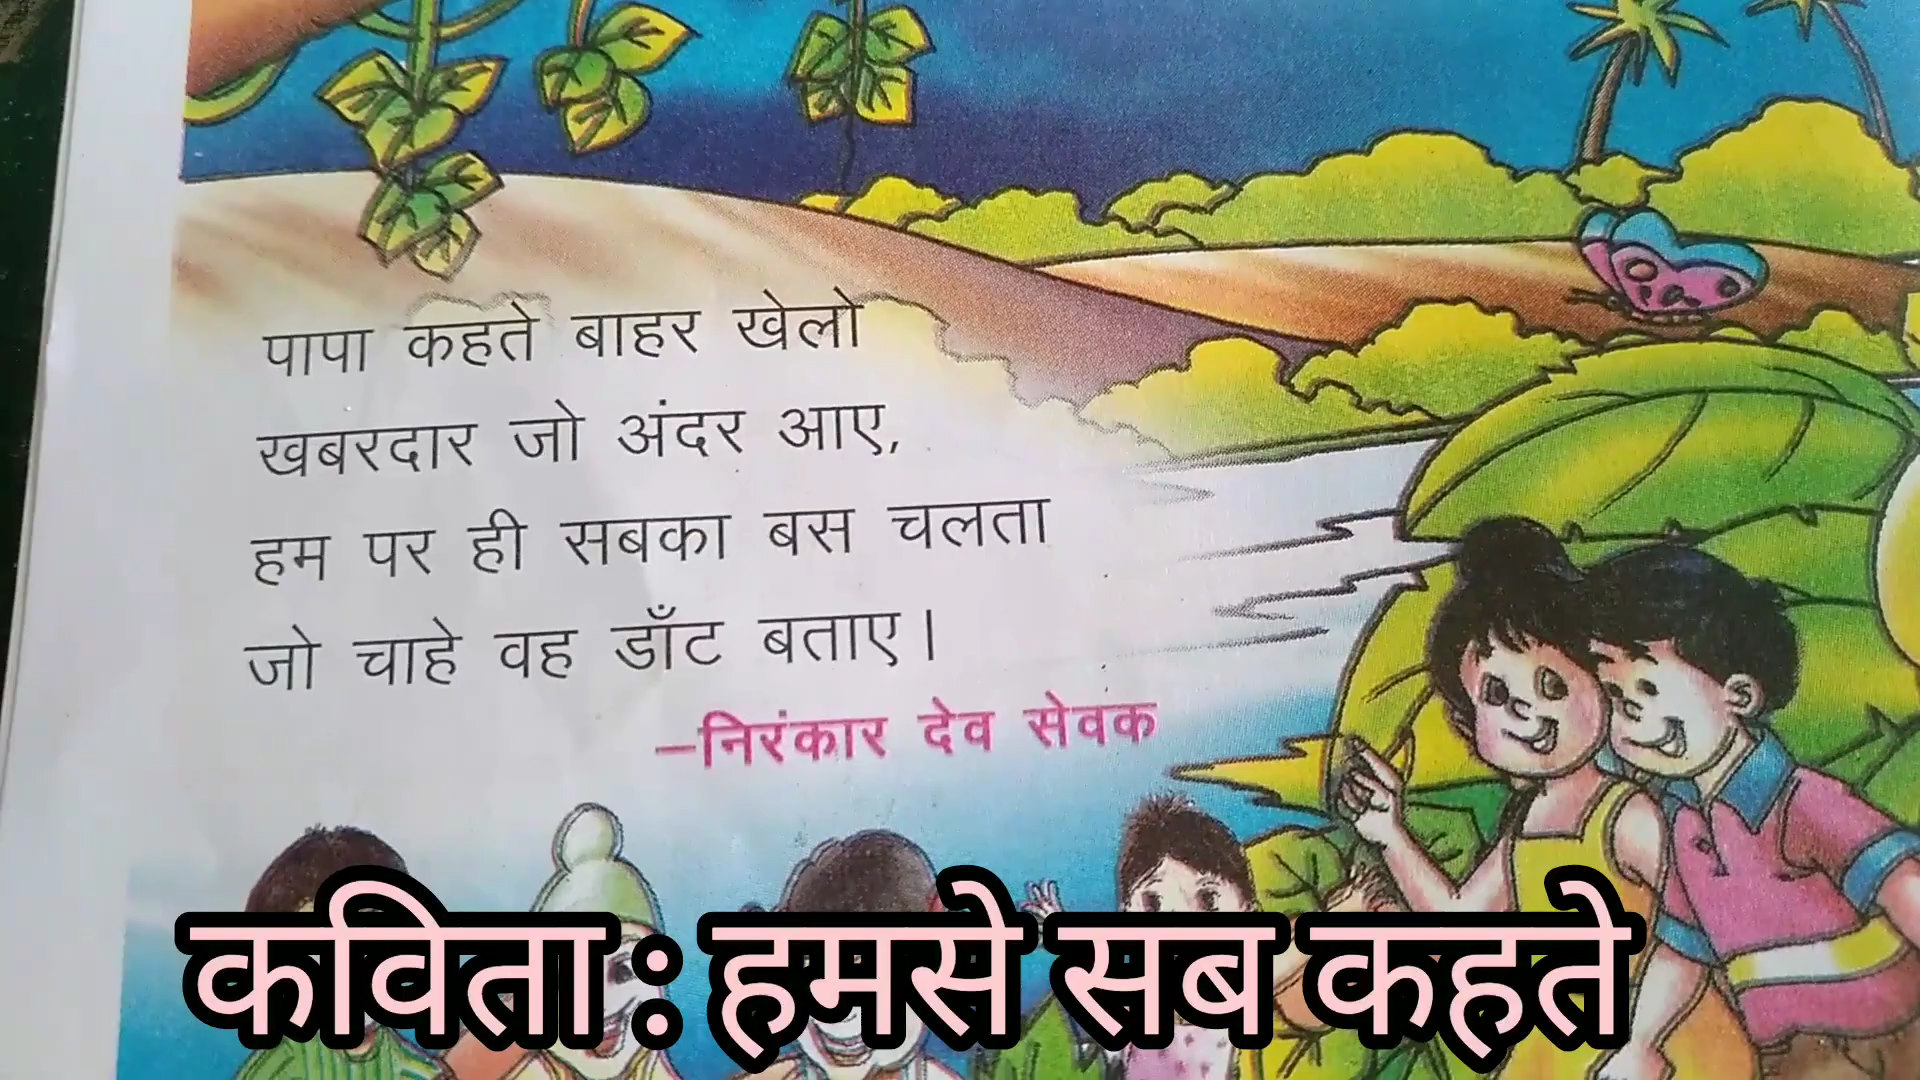 पापा कहते बाहर खेलो
खबरदार जो अंदर आए,
हम पर ही सबका बस चलता
जो चाहे वह डाँट बताए।
–निरंकार देव सेवक
कविता : हमसे सब कहते